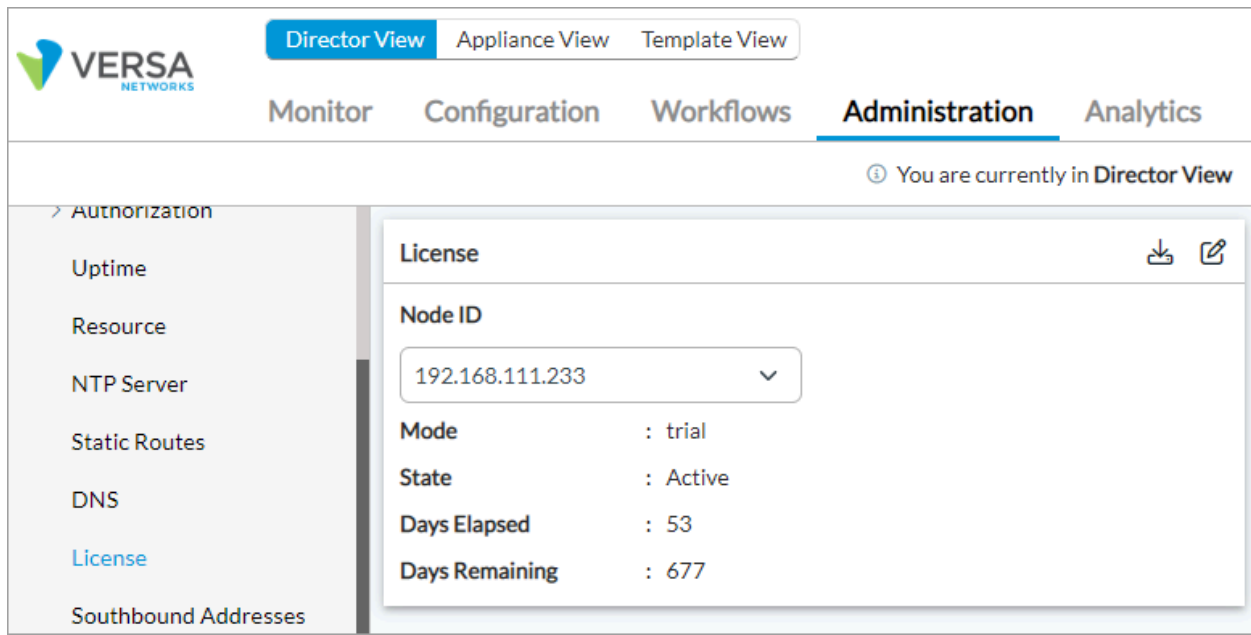 VERSA
NETWORKS
Director View Appliance View Template View
Monitor Configuration Workflows Administration Analytics
You are currently in Director View
> Authorization
Uptime
Resource
NTP Server
Static Routes
DNS
License
Southbound Addresses
License
Node ID
192.168.111.233
Mode : trial
State : Active
Days Elapsed : 53
Days Remaining : 677